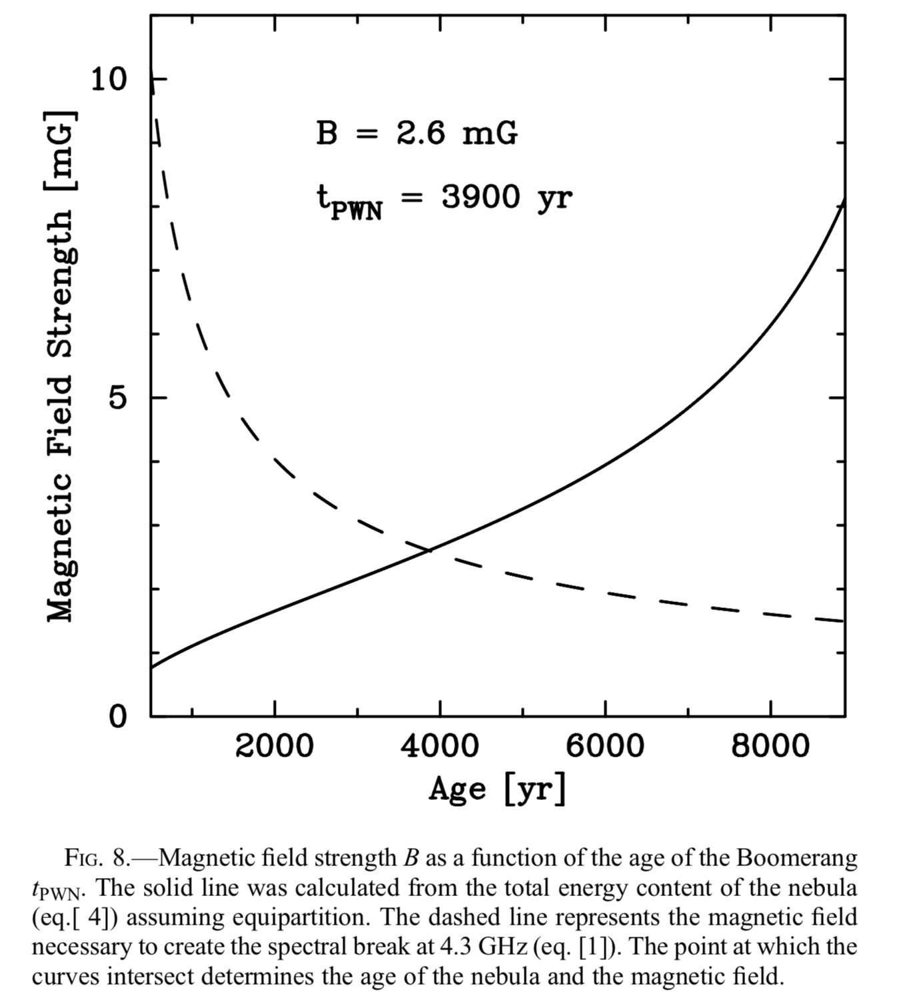 10
Magnetic Field Strength [mG]
B = 2.6 mG
tPWN = 3900 yr
5
0
2000 4000 6000 8000
Age [yr]
FIG. 8.—Magnetic field strength B as a function of the age of the Boomerang
tPWN. The solid line was calculated from the total energy content of the nebula
(eq.[ 4]) assuming equipartition. The dashed line represents the magnetic field
necessary to create the spectral break at 4.3 GHz (eq. [1]). The point at which the
curves intersect determines the age of the nebula and the magnetic field.